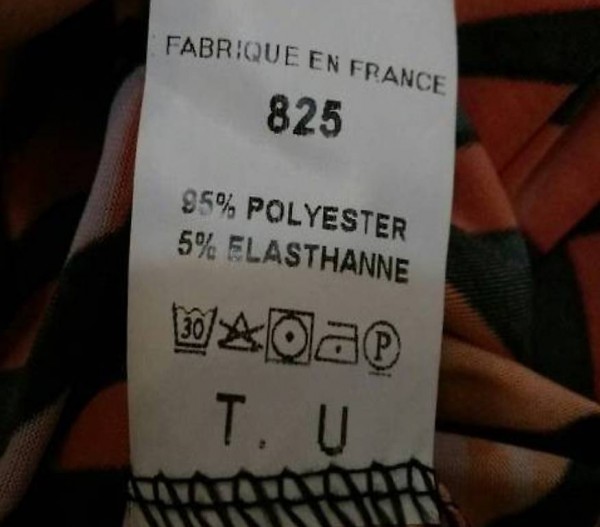 FABRIQUE EN FRANCE
825
95% POLYESTER
5% ELASTHANNE
30 P
T. U